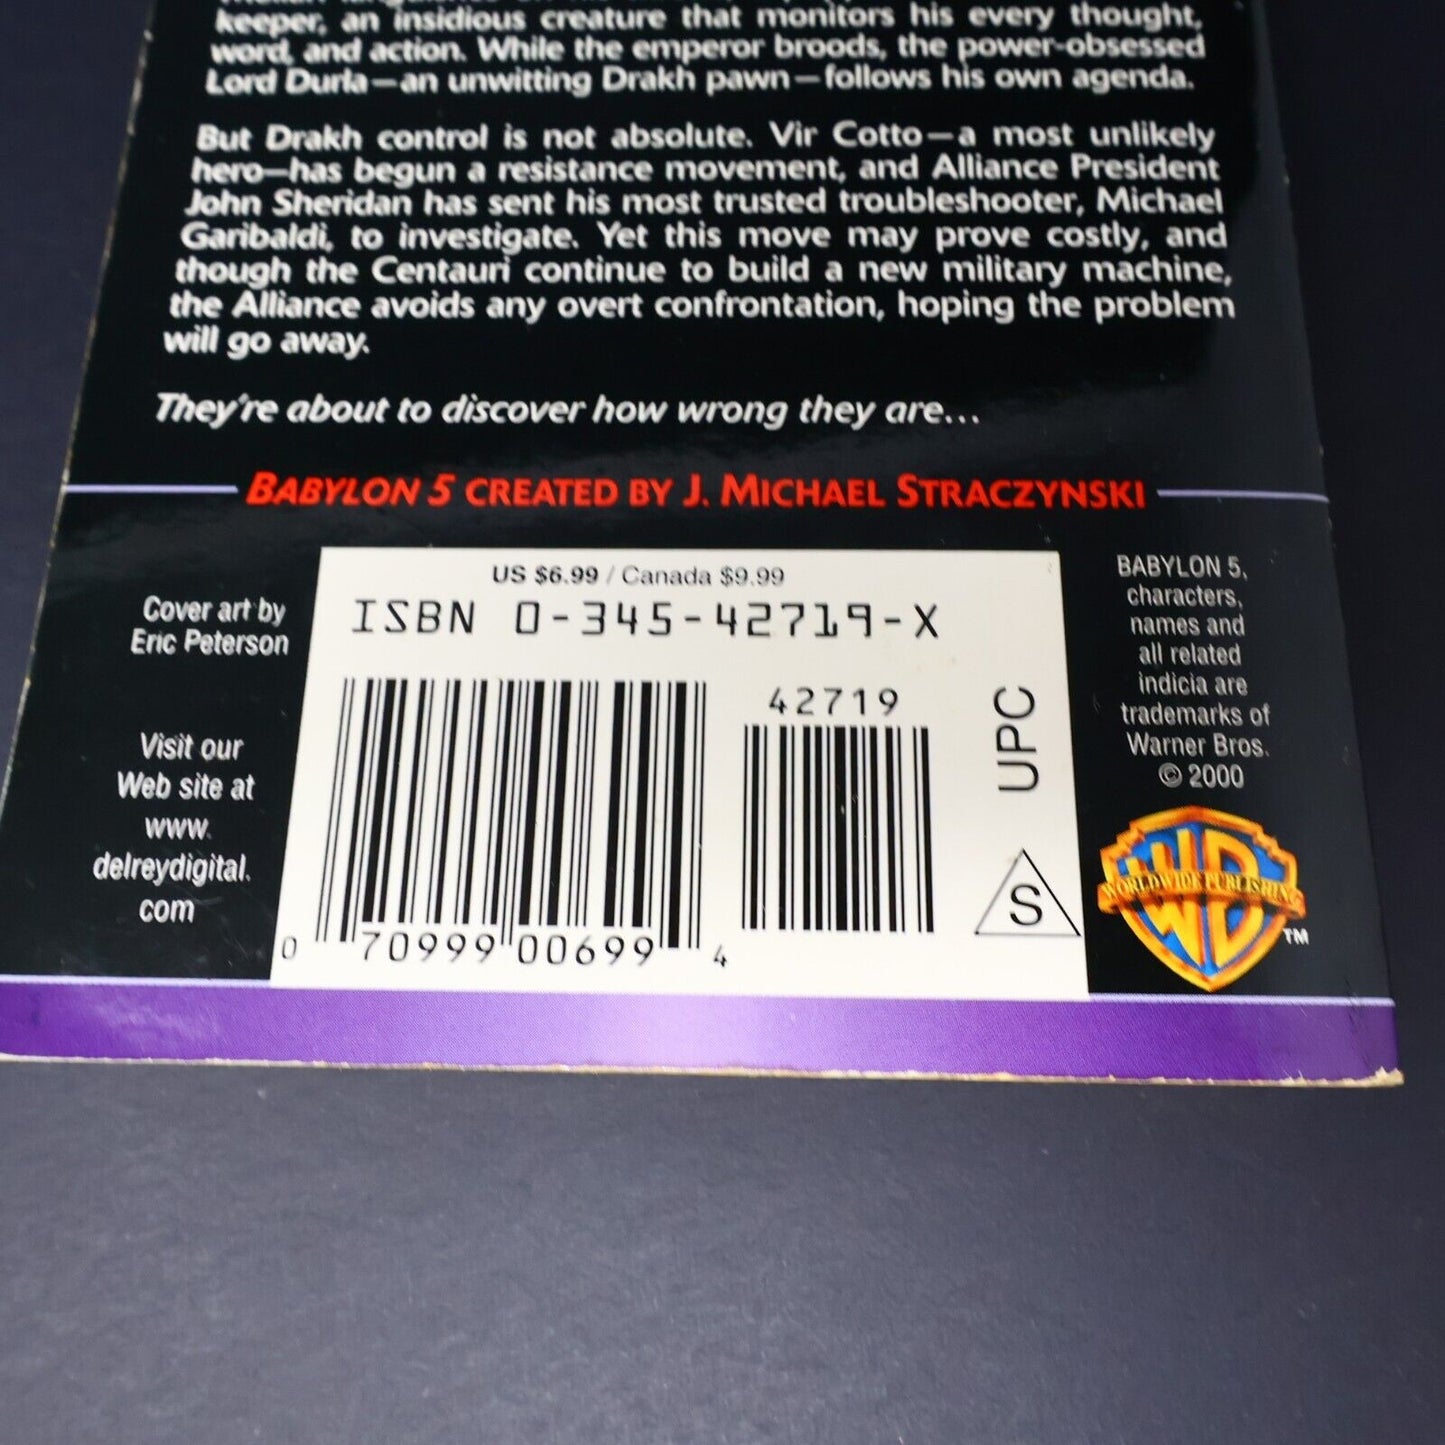 keeper, an insidious creature that monitors his every thought,
word, and action. While the emperor broods, the power-obsessed
Lord Durla—an unwitting Drakh pawn—follows his own agenda.
But Drakh control is not absolute. Vir Cotto—a most unlikely
hero—has begun a resistance movement, and Alliance President
John Sheridan has sent his most trusted troubleshooter, Michael
Garibaldi, to investigate. Yet this move may prove costly, and
though the Centauri continue to build a new military machine,
the Alliance avoids any overt confrontation, hoping the problem
will go away.
They're about to discover how wrong they are...
BABYLON 5 CREATED BY J. MICHAEL STRACZYNSKI
Cover art by
Eric Peterson
Visit our
Web site at
www.
delreydigital.
com
US $6.99 / Canada $9.99
ISBN 0-345-42719-X
42719
0 70999 00699 4
UPC
S
BABYLON 5,
characters,
names and
all related
indicia are
trademarks of
Warner Bros.
© 2000
WB
WORLDWIDE PUBLISHING
TM